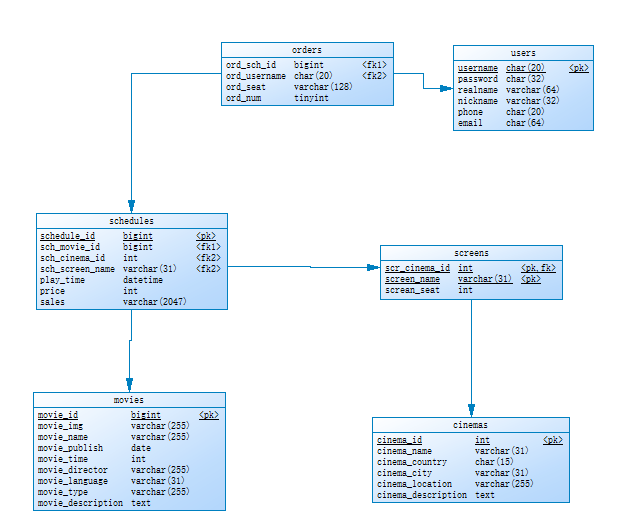 orders
ord_sch_id bigint <fk1>
ord_username char(20) <fk2>
ord_seat varchar(128)
ord_num tinyint
users
username char(20) <pk>
password char(32)
realname varchar(64)
nickname varchar(32)
phone char(20)
email char(64)
schedules
schedule_id bigint <pk>
sch_movie_id bigint <fk1>
sch_cinema_id int <fk2>
sch_screen_name varchar(31) <fk2>
play_time datetime
price int
sales varchar(2047)
screens
scr_cinema_id int <pk,fk>
screen_name varchar(31) <pk>
screan_seat int
movies
movie_id bigint <pk>
movie_img varchar(255)
movie_name varchar(255)
movie_publish date
movie_time int
movie_director varchar(255)
movie_language varchar(31)
movie_type varchar(255)
movie_description text
cinemas
cinema_id int <pk>
cinema_name varchar(31)
cinema_country char(15)
cinema_city varchar(31)
cinema_location varchar(255)
cinema_description text